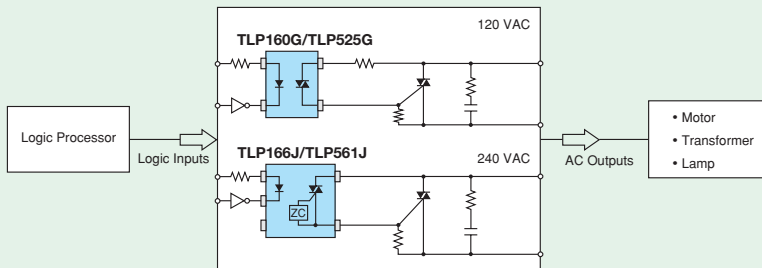 120 VAC
TLP160G/TLP525G
Logic Processor
Logic Inputs
TLP166J/TLP561J
240 VAC
ZC
AC Outputs
• Motor
• Transformer
• Lamp